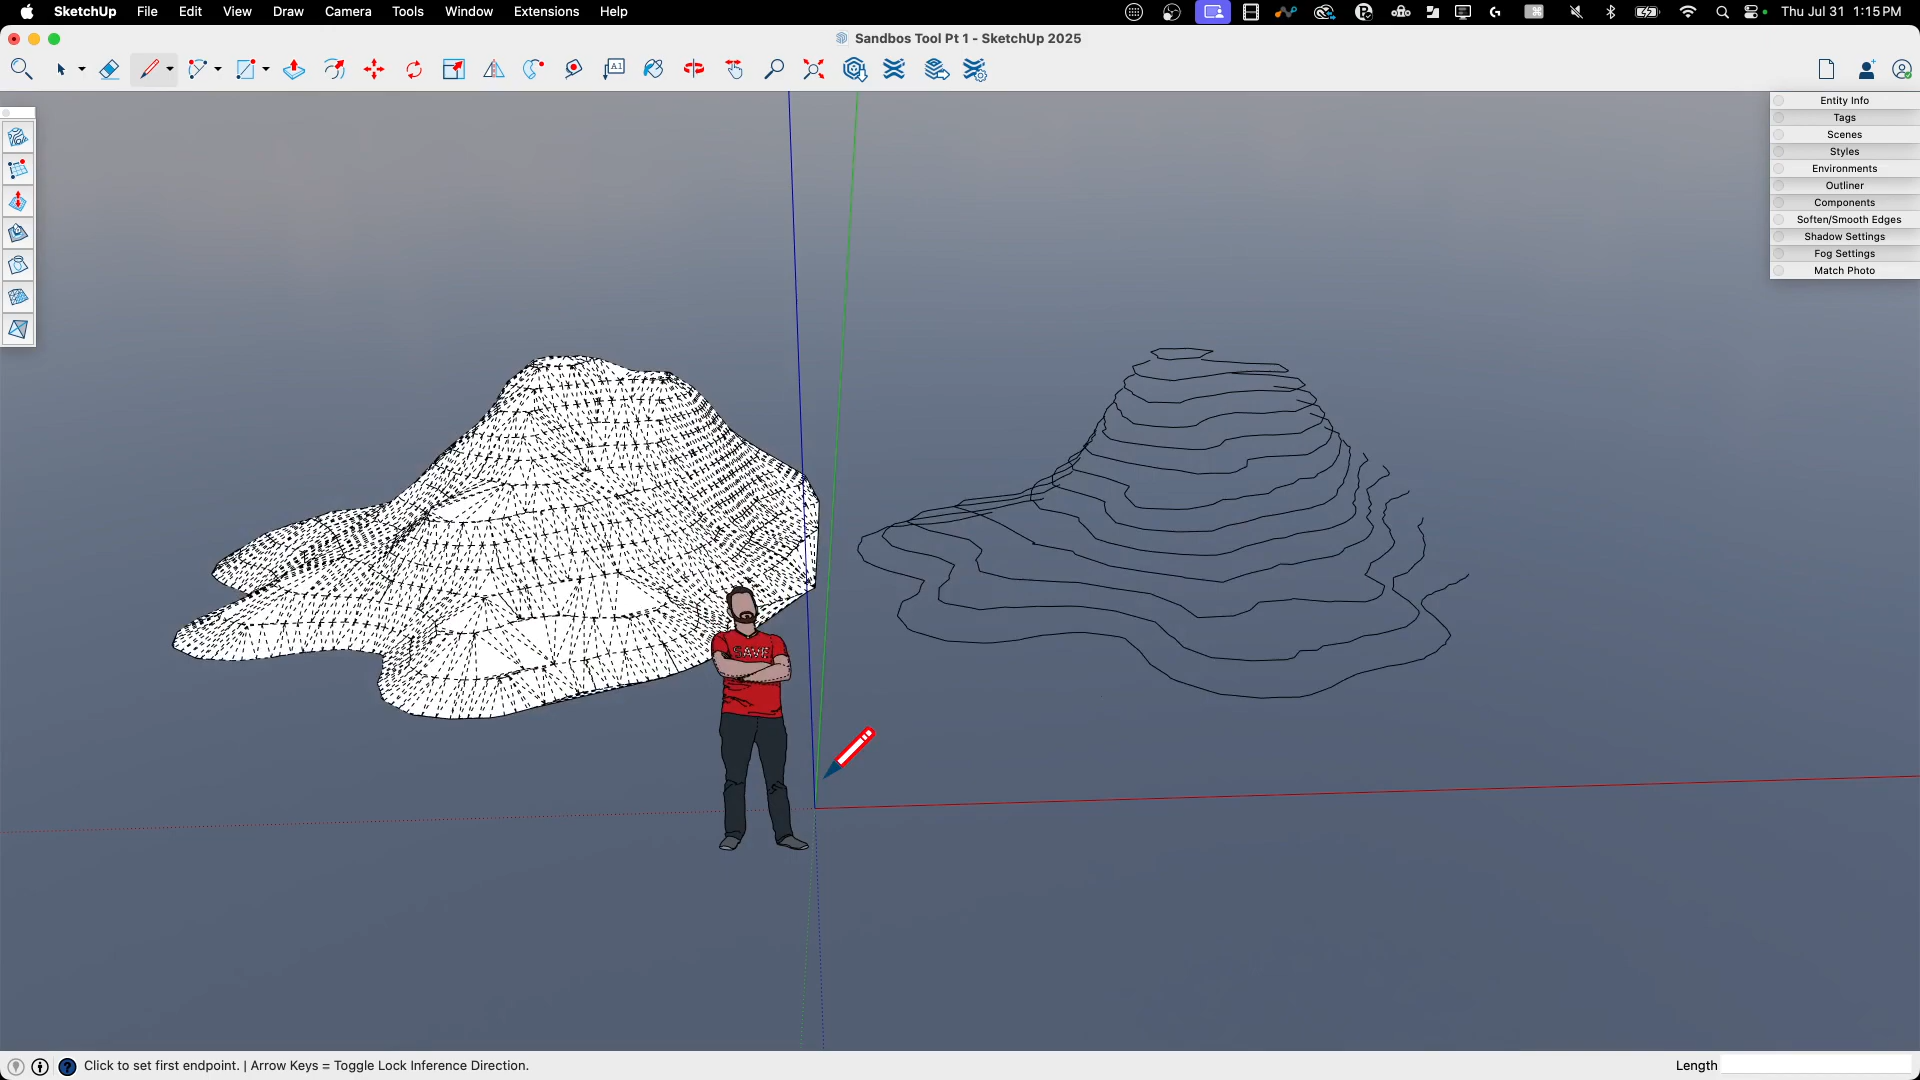 SketchUp File Edit View Draw Camera Tools Window Extensions Help
Thu Jul 31 1:15 PM
Sandbos Tool Pt 1 - SketchUp 2025
A1
Entity Info
Tags
Scenes
Styles
Environments
Outliner
Components
Soften/Smooth Edges
Shadow Settings
Fog Settings
Match Photo
SAVE
Click to set first endpoint. | Arrow Keys = Toggle Lock Inference Direction.
Length